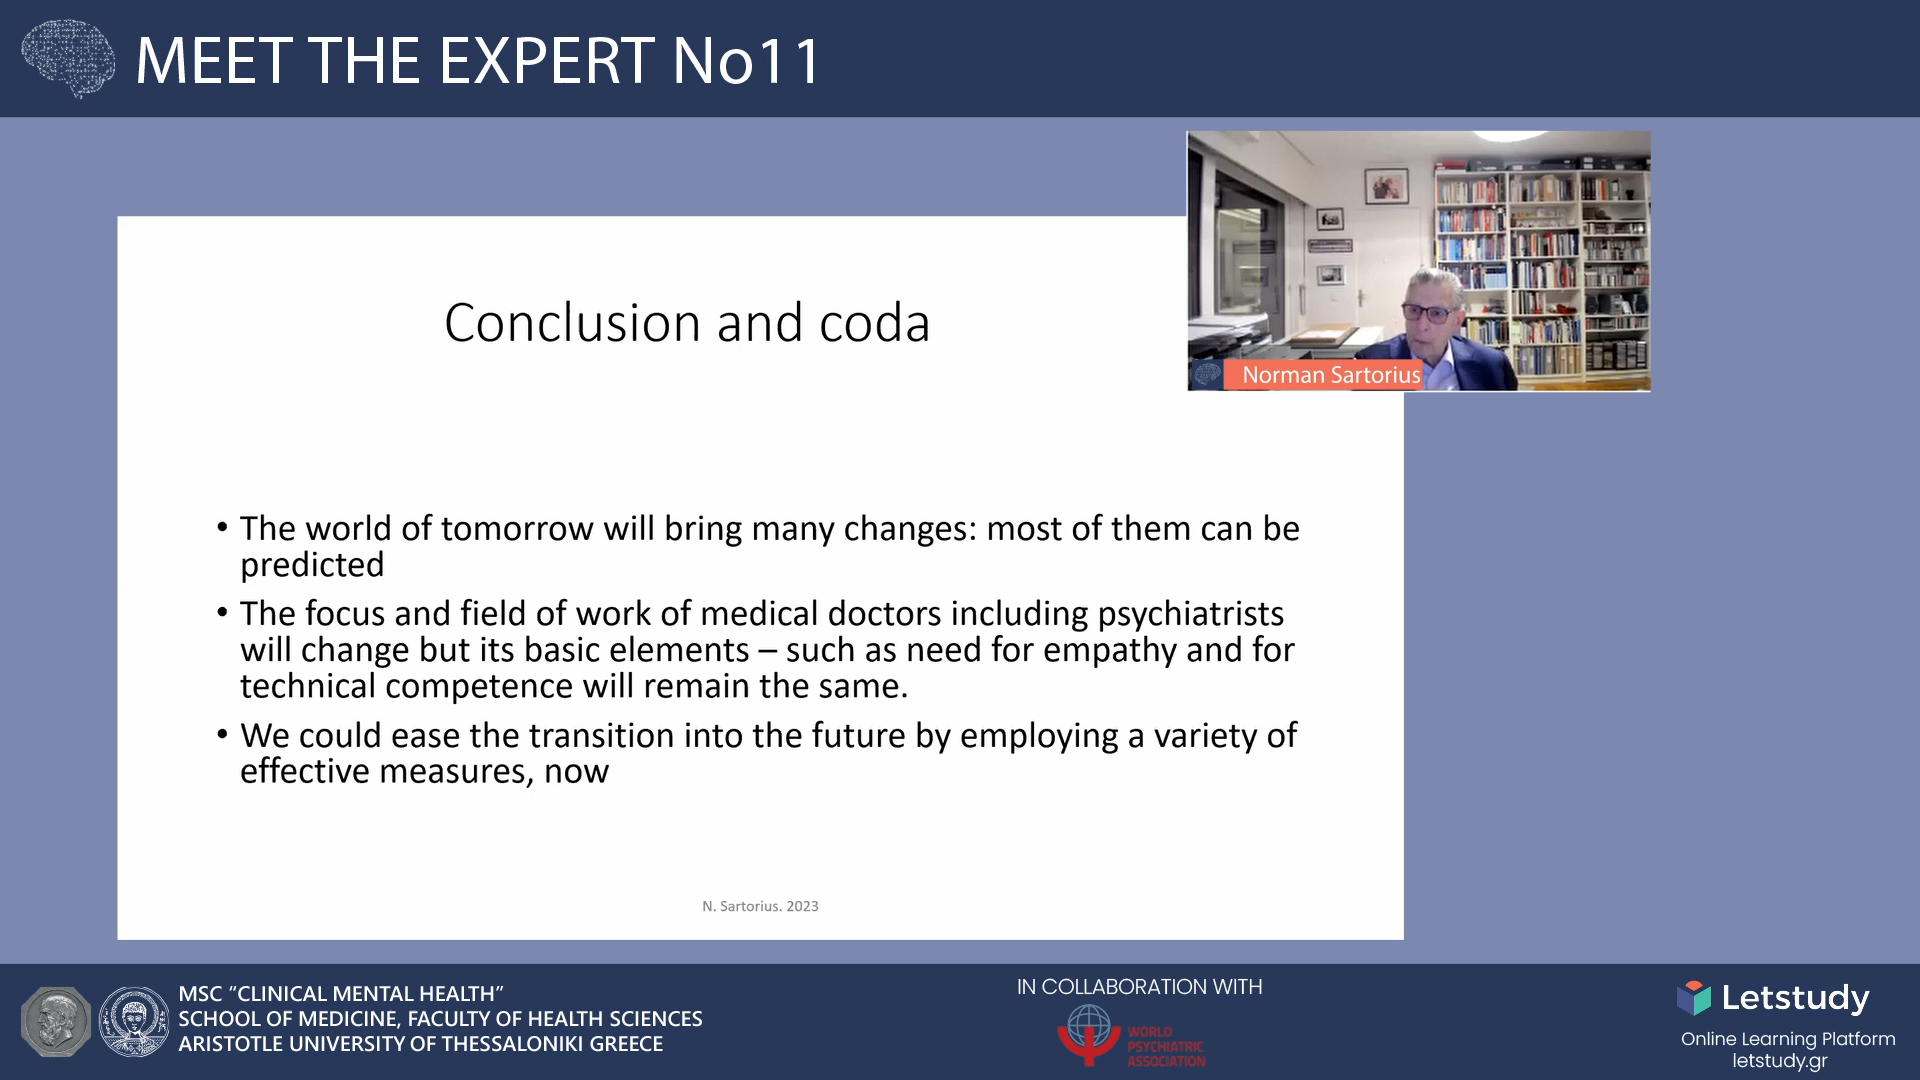 MEET THE EXPERT No11
Norman Sartorius
Conclusion and coda
• The world of tomorrow will bring many changes: most of them can be
predicted
• The focus and field of work of medical doctors including psychiatrists
will change but its basic elements – such as need for empathy and for
technical competence will remain the same.
• We could ease the transition into the future by employing a variety of
effective measures, now
N. Sartorius. 2023
MSC “CLINICAL MENTAL HEALTH”
SCHOOL OF MEDICINE, FACULTY OF HEALTH SCIENCES
ARISTOTLE UNIVERSITY OF THESSALONIKI GREECE
IN COLLABORATION WITH
WORLD
PSYCHIATRIC
ASSOCIATION
Letstudy
Online Learning Platform
letstudy.gr